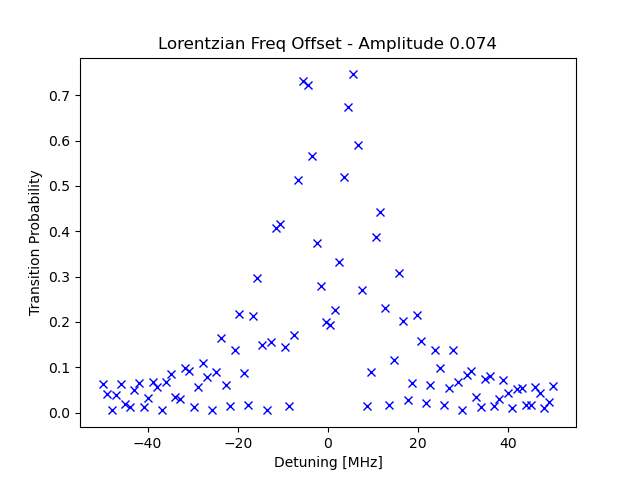 Lorentzian Freq Offset - Amplitude 0.074
Transition Probability
0.7
0.6
0.5
0.4
0.3
0.2
0.1
0.0
−40 −20 0 20 40
Detuning [MHz]